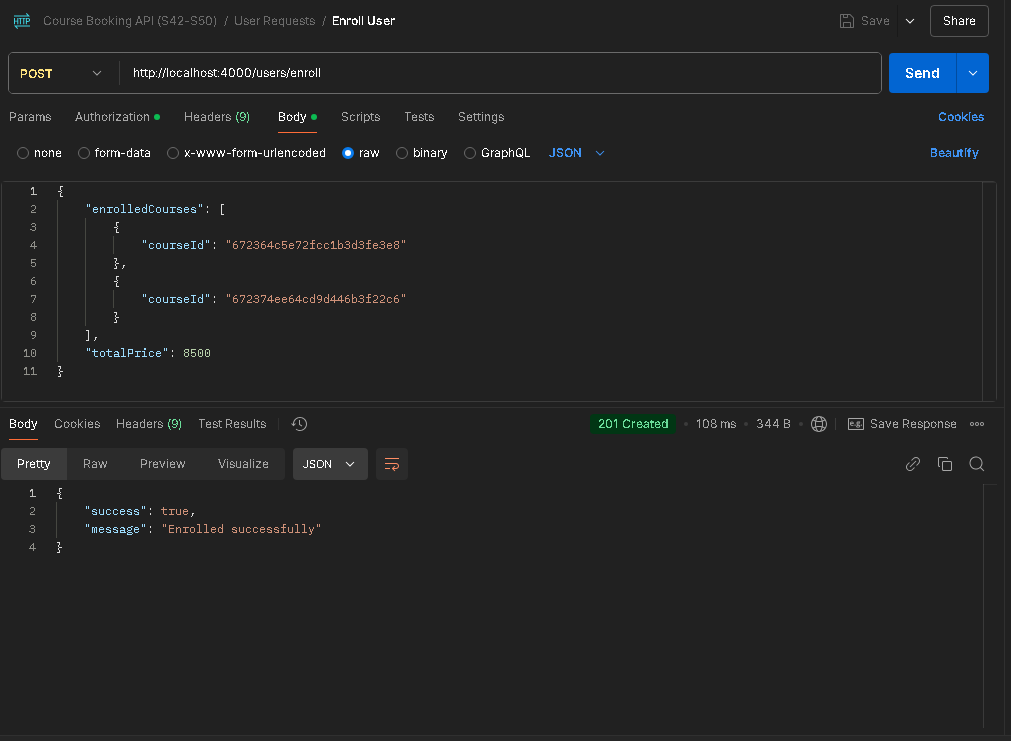 HTTP Course Booking API (S42-S50) / User Requests / Enroll User Save Share
POST http://localhost:4000/users/enroll Send
Params Authorization Headers (9) Body Scripts Tests Settings Cookies
none form-data x-www-form-urlencoded raw binary GraphQL JSON Beautify
1 {
2 "enrolledCourses": [
3 {
4 "courseId": "672364c5e72fcc1b3d3fe3e8"
5 },
6 {
7 "courseId": "672374ee64cd9d446b3f22c6"
8 }
9 ],
10 "totalPrice": 8500
11 }
Body Cookies Headers (9) Test Results 201 Created 108 ms 344 B e.g. Save Response
Pretty Raw Preview Visualize JSON
1 {
2 "success": true,
3 "message": "Enrolled successfully"
4 }